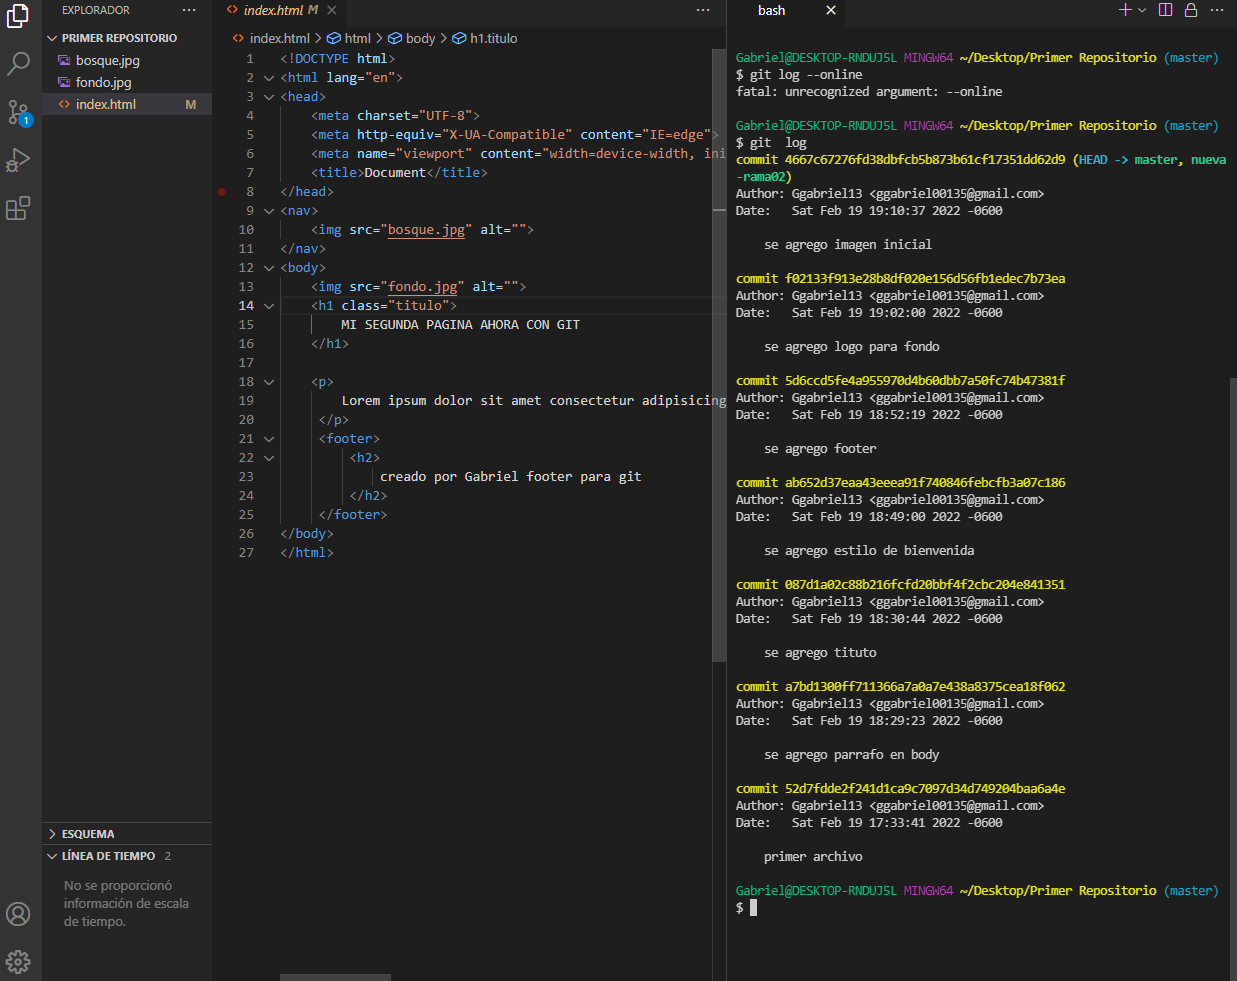 EXPLORADOR
PRIMER REPOSITORIO
bosque.jpg
fondo.jpg
index.html M
1
ESQUEMA
LÍNEA DE TIEMPO 2
No se proporcionó
información de escala
de tiempo.
index.html M
index.html > html > body > h1.titulo
1 <!DOCTYPE html>
2 <html lang="en">
3 <head>
4 <meta charset="UTF-8">
5 <meta http-equiv="X-UA-Compatible" content="IE=edge">
6 <meta name="viewport" content="width=device-width, ini
7 <title>Document</title>
8 </head>
9 <nav>
10 <img src="bosque.jpg" alt="">
11 </nav>
12 <body>
13 <img src="fondo.jpg" alt="">
14 <h1 class="titulo">
15 MI SEGUNDA PAGINA AHORA CON GIT
16 </h1>
17
18 <p>
19 Lorem ipsum dolor sit amet consectetur adipisicing
20 </p>
21 <footer>
22 <h2>
23 creado por Gabriel footer para git
24 </h2>
25 </footer>
26 </body>
27 </html>
bash
Gabriel@DESKTOP-RNDUJ5L MINGW64 ~/Desktop/Primer Repositorio (master)
$ git log --online
fatal: unrecognized argument: --online
Gabriel@DESKTOP-RNDUJ5L MINGW64 ~/Desktop/Primer Repositorio (master)
$ git  log
commit 4667c67276fd38dbfcb5b873b61cf17351dd62d9 (HEAD -> master, nueva
-rama02)
Author: Ggabriel13 <ggabriel00135@gmail.com>
Date:   Sat Feb 19 19:10:37 2022 -0600
se agrego imagen inicial
commit f02133f913e28b8df020e156d56fb1edec7b73ea
Author: Ggabriel13 <ggabriel00135@gmail.com>
Date:   Sat Feb 19 19:02:00 2022 -0600
se agrego logo para fondo
commit 5d6ccd5fe4a955970d4b60dbb7a50fc74b47381f
Author: Ggabriel13 <ggabriel00135@gmail.com>
Date:   Sat Feb 19 18:52:19 2022 -0600
se agrego footer
commit ab652d37eaa43eeea91f740846febcfb3a07c186
Author: Ggabriel13 <ggabriel00135@gmail.com>
Date:   Sat Feb 19 18:49:00 2022 -0600
se agrego estilo de bienvenida
commit 087d1a02c88b216fcfd20bbf4f2cbc204e841351
Author: Ggabriel13 <ggabriel00135@gmail.com>
Date:   Sat Feb 19 18:30:44 2022 -0600
se agrego tituto
commit a7bd1300ff711366a7a0a7e438a8375cea18f062
Author: Ggabriel13 <ggabriel00135@gmail.com>
Date:   Sat Feb 19 18:29:23 2022 -0600
se agrego parrafo en body
commit 52d7fdde2f241d1ca9c7097d34d749204baa6a4e
Author: Ggabriel13 <ggabriel00135@gmail.com>
Date:   Sat Feb 19 17:33:41 2022 -0600
primer archivo
Gabriel@DESKTOP-RNDUJ5L MINGW64 ~/Desktop/Primer Repositorio (master)
$